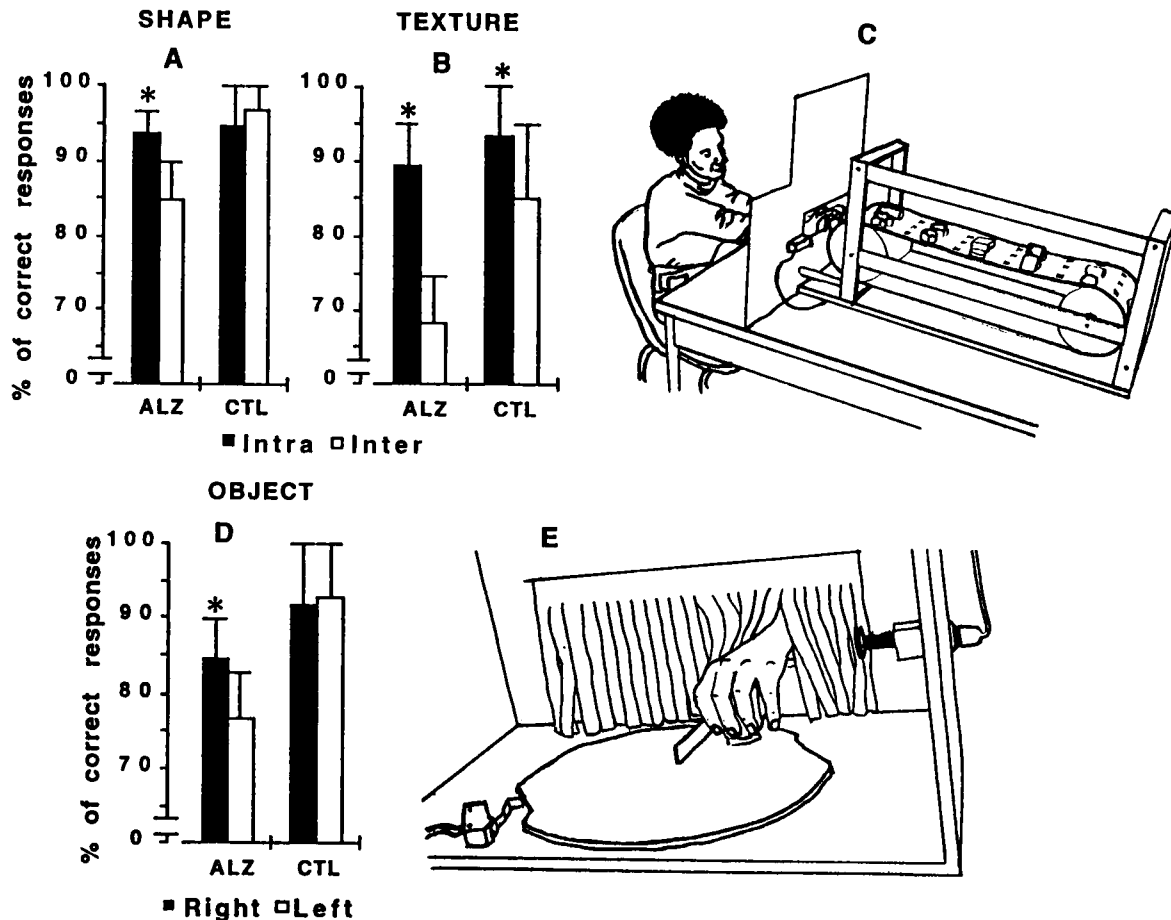 SHAPE
A
% of correct responses
100
90
80
70
0
*
ALZ CTL
TEXTURE
B
100
90
80
70
0
*
*
ALZ CTL
■Intra □Inter
C
OBJECT
D
% of correct responses
100
90
80
70
0
*
ALZ CTL
■Right □Left
E